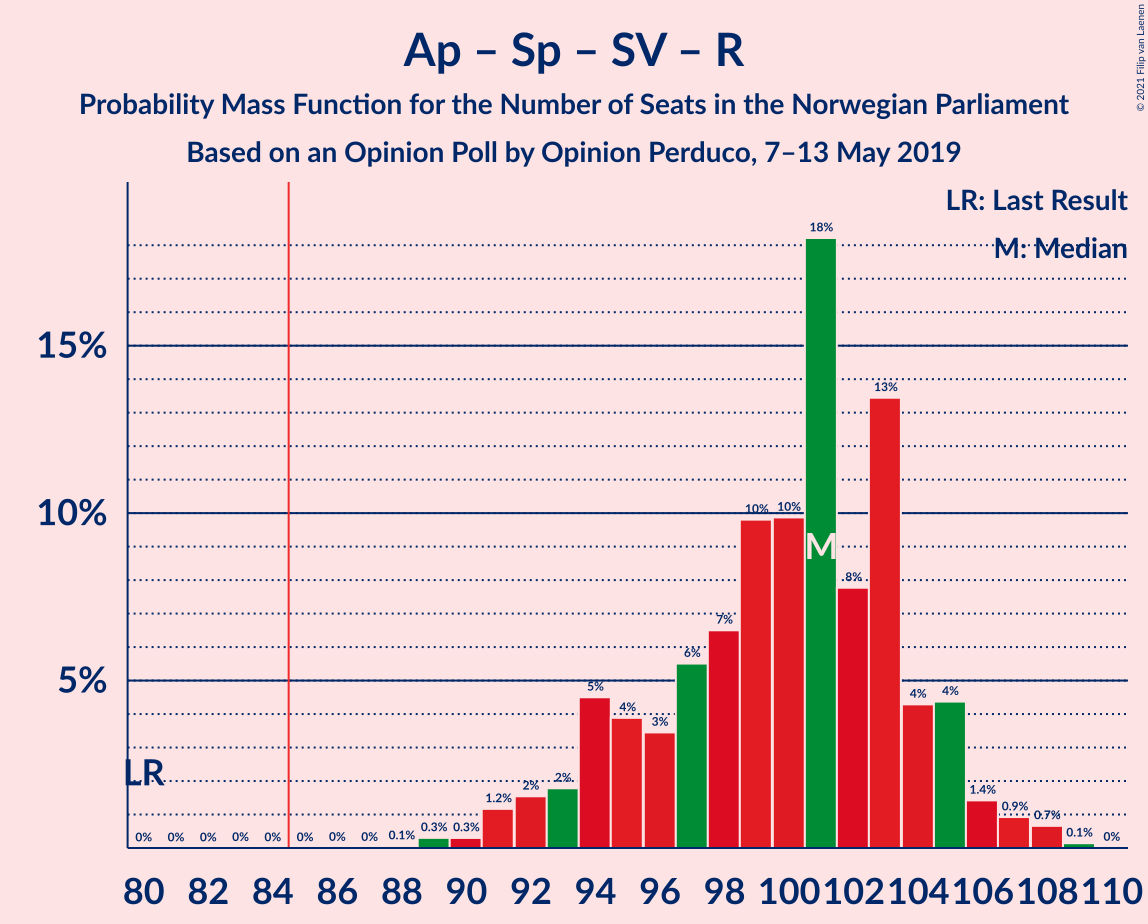 Ap – Sp – SV – R
Probability Mass Function for the Number of Seats in the Norwegian Parliament
Based on an Opinion Poll by Opinion Perduco, 7–13 May 2019
© 2021 Filip van Laenen
LR: Last Result
M: Median
15%
10%
5%
LR
M
0% 0% 0% 0% 0% 0% 0% 0% 0.1% 0.3% 0.3% 1.2% 2% 2% 5% 4% 3% 6% 7% 10% 10% 18% 8% 13% 4% 4% 1.4% 0.9% 0.7% 0.1% 0%
80 82 84 86 88 90 92 94 96 98 100 102 104 106 108 110